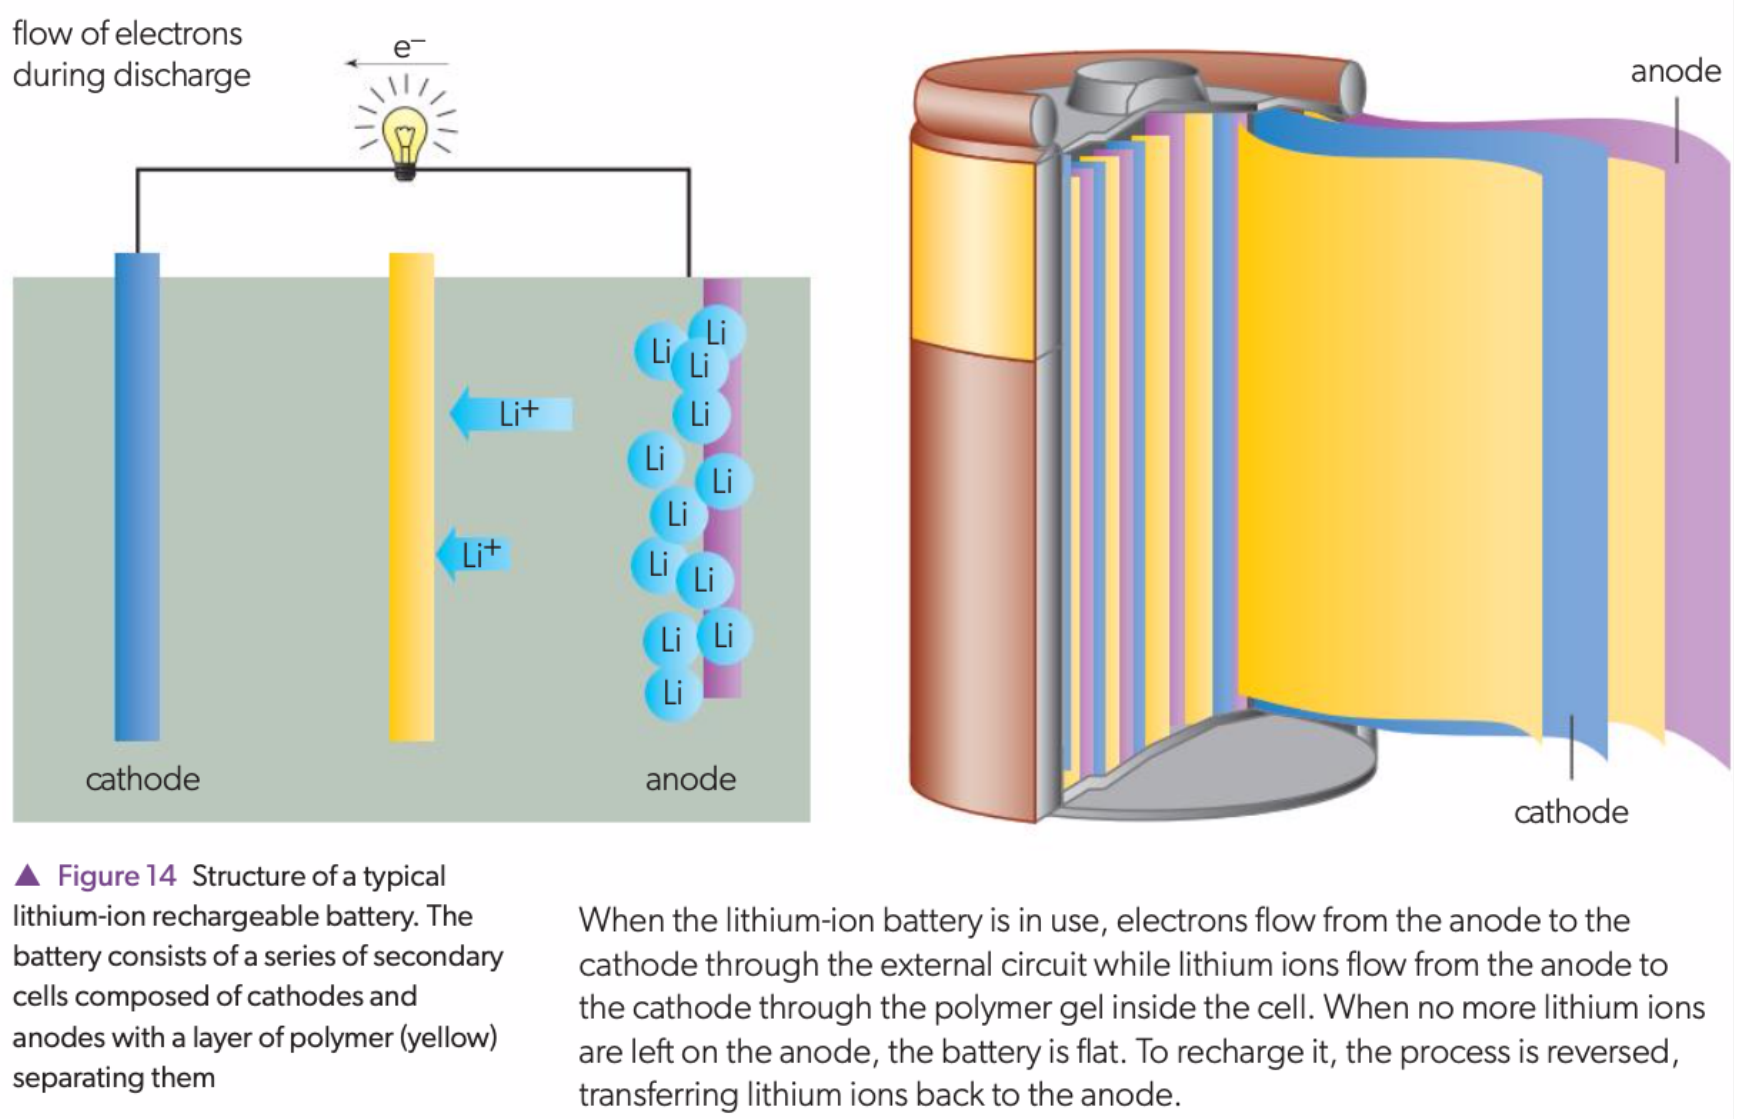 flow of electrons
during discharge
e−
Li
Li
Li
Li+
Li
Li
Li
Li
Li+
Li
Li
Li
Li
Li
cathode
anode
anode
cathode
▲ Figure 14 Structure of a typical
lithium-ion rechargeable battery. The
battery consists of a series of secondary
cells composed of cathodes and
anodes with a layer of polymer (yellow)
separating them
When the lithium-ion battery is in use, electrons flow from the anode to the
cathode through the external circuit while lithium ions flow from the anode to
the cathode through the polymer gel inside the cell. When no more lithium ions
are left on the anode, the battery is flat. To recharge it, the process is reversed,
transferring lithium ions back to the anode.